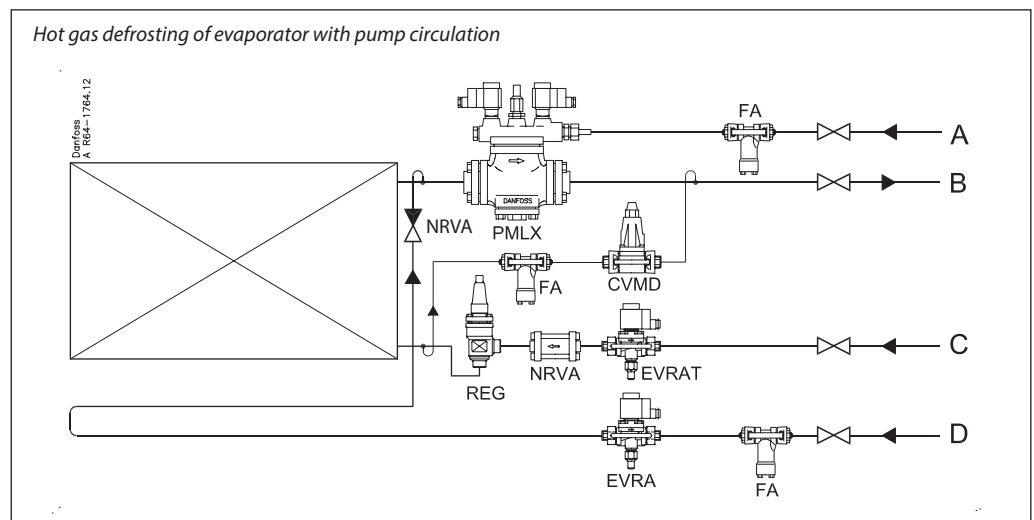 Hot gas defrosting of evaporator with pump circulation
Danfoss
A R64-1764.12
FA
A
B
NRVA
DANFOSS
PMLX
FA
CVMD
C
REG
NRVA
EVRAT
D
EVRA
FA